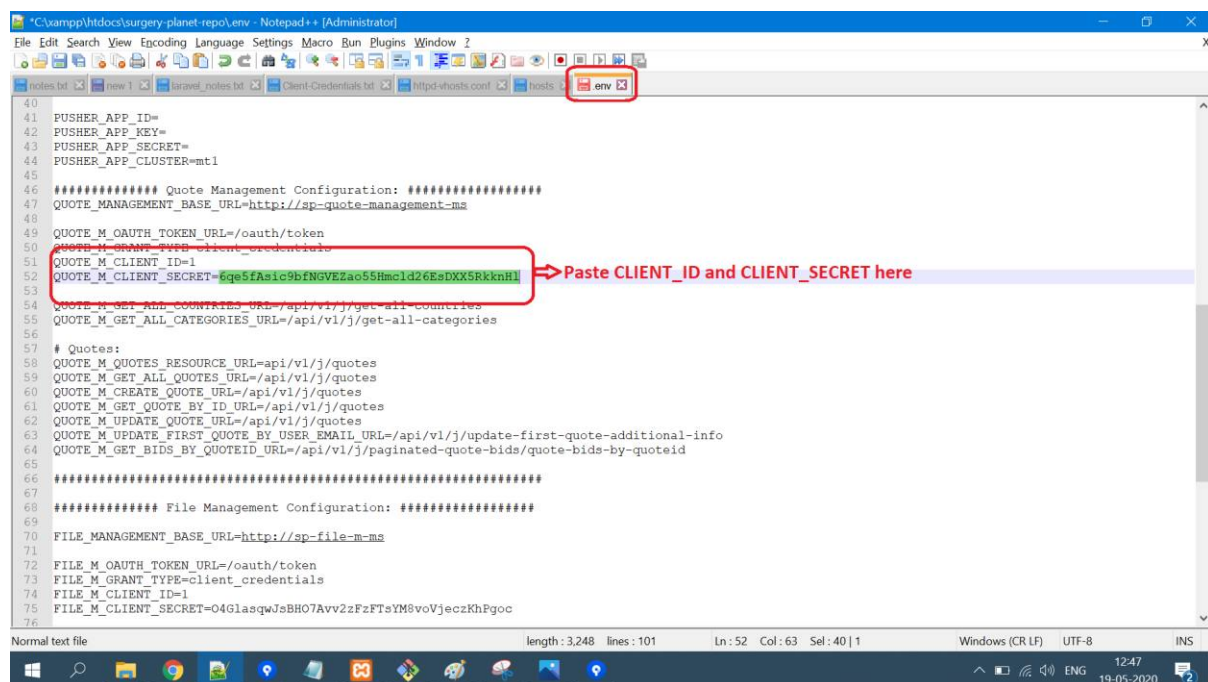 *C:\xampp\htdocs\surgery-planet-repo\.env - Notepad++ [Administrator]
File Edit Search View Encoding Language Settings Macro Run Plugins Window ?
X
notes.txt new 1 laravel_notes.txt Client-Credentials.txt httpd-vhosts.conf hosts .env
40
41 PUSHER_APP_ID=
42 PUSHER_APP_KEY=
43 PUSHER_APP_SECRET=
44 PUSHER_APP_CLUSTER=mt1
45
46 ############## Quote Management Configuration: ##################
47 QUOTE_MANAGEMENT_BASE_URL=http://sp-quote-management-ms
48
49 QUOTE_M_OAUTH_TOKEN_URL=/oauth/token
50 QUOTE_M_GRANT_TYPE=client_credentials
51 QUOTE_M_CLIENT_ID=1
52 QUOTE_M_CLIENT_SECRET=6qe5fAsic9bfNGVEZao55Hmcld26EsDXX5RkknHl Paste CLIENT_ID and CLIENT_SECRET here
53
54 QUOTE_M_GET_ALL_COUNTRIES_URL=/api/v1/j/get-all-countries
55 QUOTE_M_GET_ALL_CATEGORIES_URL=/api/v1/j/get-all-categories
56
57 # Quotes:
58 QUOTE_M_QUOTES_RESOURCE_URL=api/v1/j/quotes
59 QUOTE_M_GET_ALL_QUOTES_URL=/api/v1/j/quotes
60 QUOTE_M_CREATE_QUOTE_URL=/api/v1/j/quotes
61 QUOTE_M_GET_QUOTE_BY_ID_URL=/api/v1/j/quotes
62 QUOTE_M_UPDATE_QUOTE_URL=/api/v1/j/quotes
63 QUOTE_M_UPDATE_FIRST_QUOTE_BY_USER_EMAIL_URL=/api/v1/j/update-first-quote-additional-info
64 QUOTE_M_GET_BIDS_BY_QUOTEID_URL=/api/v1/j/paginated-quote-bids/quote-bids-by-quoteid
65
66 #################################################################
67
68 ############## File Management Configuration: ##################
69
70 FILE_MANAGEMENT_BASE_URL=http://sp-file-m-ms
71
72 FILE_M_OAUTH_TOKEN_URL=/oauth/token
73 FILE_M_GRANT_TYPE=client_credentials
74 FILE_M_CLIENT_ID=1
75 FILE_M_CLIENT_SECRET=O4GlasqwJsBHO7Avv2zFzFTsYM8voVjeczKhPgoc
76
Normal text file length : 3,248 lines : 101 Ln : 52 Col : 63 Sel : 40 | 1 Windows (CR LF) UTF-8 INS
ENG 12:47
19-05-2020 2